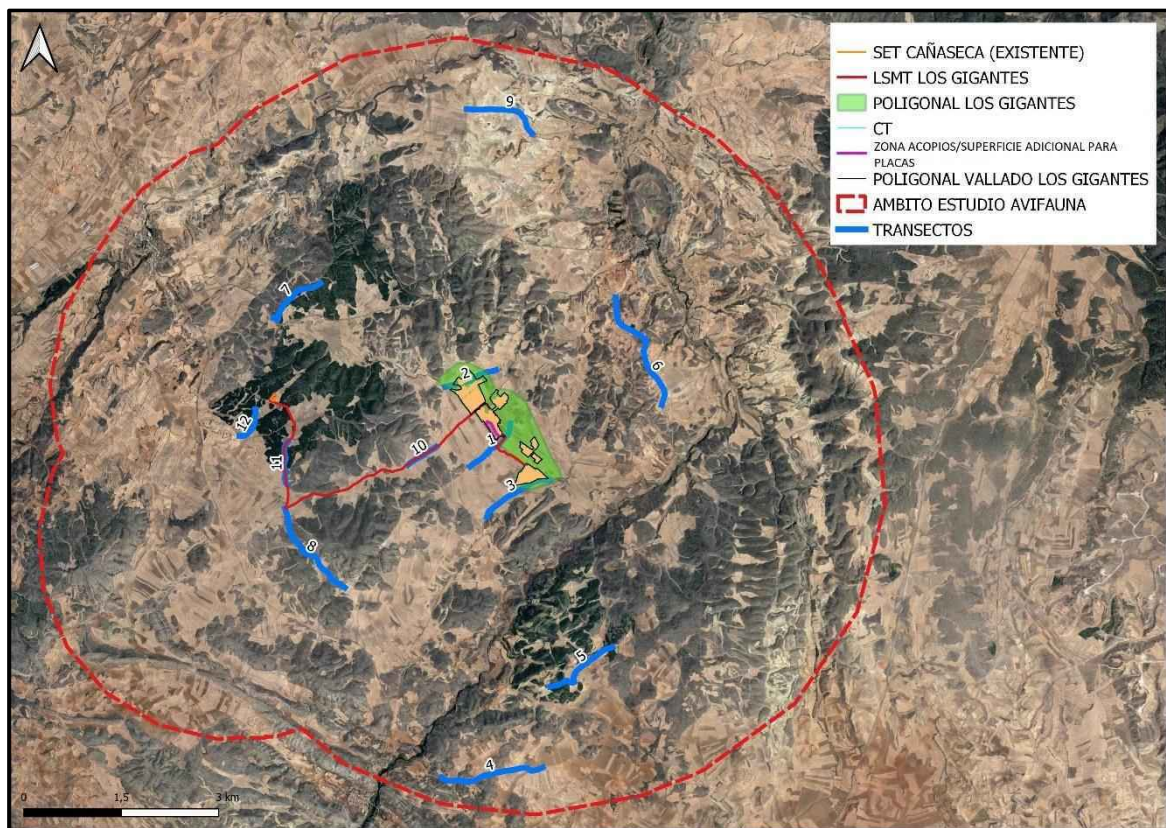 SET CAÑASECA (EXISTENTE)
LSMT LOS GIGANTES
POLIGONAL LOS GIGANTES
CT
ZONA ACOPIOS/SUPERFICIE ADICIONAL PARA
PLACAS
POLIGONAL VALLADO LOS GIGANTES
AMBITO ESTUDIO AVIFAUNA
TRANSECTOS
9
7
6
2
12
11
10
1
3
8
5
4
0 1,5 3 km